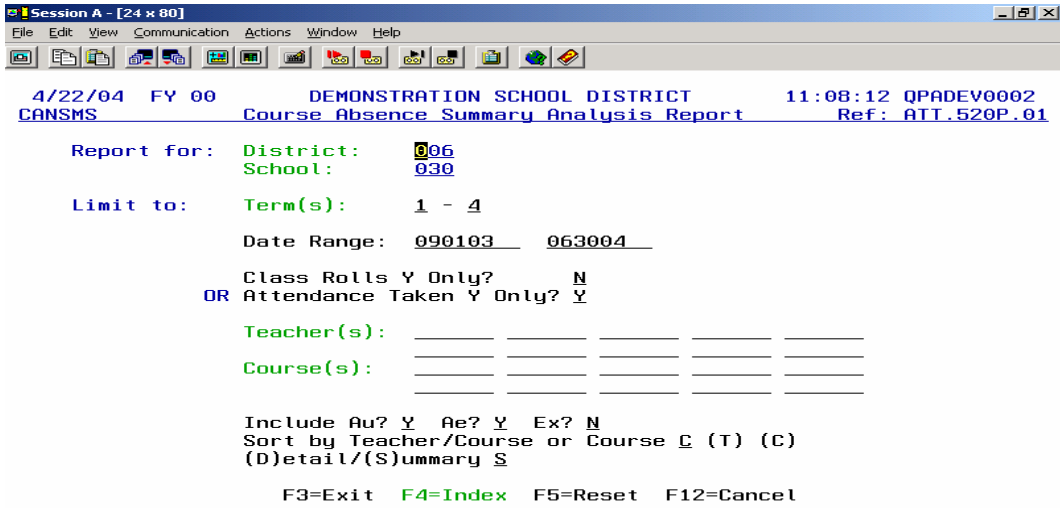 Session A - [24 x 80]
File Edit View Communication Actions Window Help
4/22/04 FY 00 DEMONSTRATION SCHOOL DISTRICT 11:08:12 QPADEV0002
CANSMS Course Absence Summary Analysis Report Ref: ATT.520P.01
Report for: District: 006
School: 030
Limit to: Term(s): 1 - 4
Date Range: 090103 063004
Class Rolls Y Only? N
OR Attendance Taken Y Only? Y
Teacher(s):
Course(s):
Include Au? Y Ae? Y Ex? N
Sort by Teacher/Course or Course C (T) (C)
(D)etail/(S)ummary S
F3=Exit F4=Index F5=Reset F12=Cancel